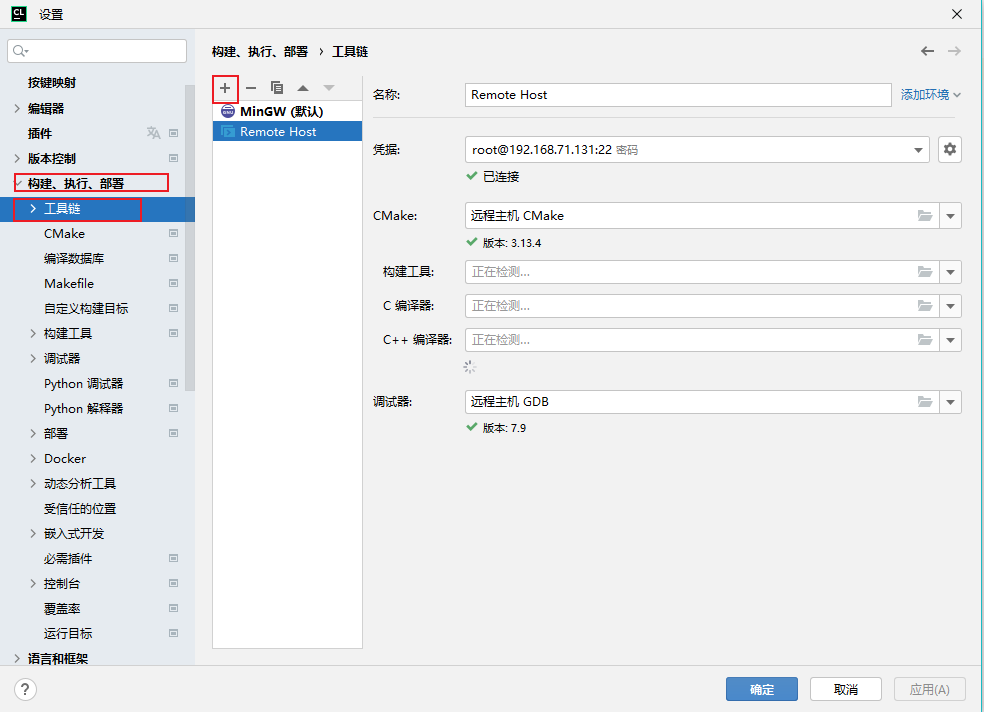 CL 设置
按键映射
编辑器
插件
版本控制
构建、执行、部署
工具链
CMake
编译数据库
Makefile
自定义构建目标
构建工具
调试器
Python 调试器
Python 解释器
部署
Docker
动态分析工具
受信任的位置
嵌入式开发
必需插件
控制台
覆盖率
运行目标
语言和框架
构建、执行、部署 › 工具链
MinGW (默认)
Remote Host
名称: Remote Host 添加环境
凭据: root@192.168.71.131:22 密码
已连接
CMake: 远程主机 CMake
版本: 3.13.4
构建工具: 正在检测...
C 编译器: 正在检测...
C++ 编译器: 正在检测...
调试器: 远程主机 GDB
版本: 7.9
? 确定 取消 应用(A)